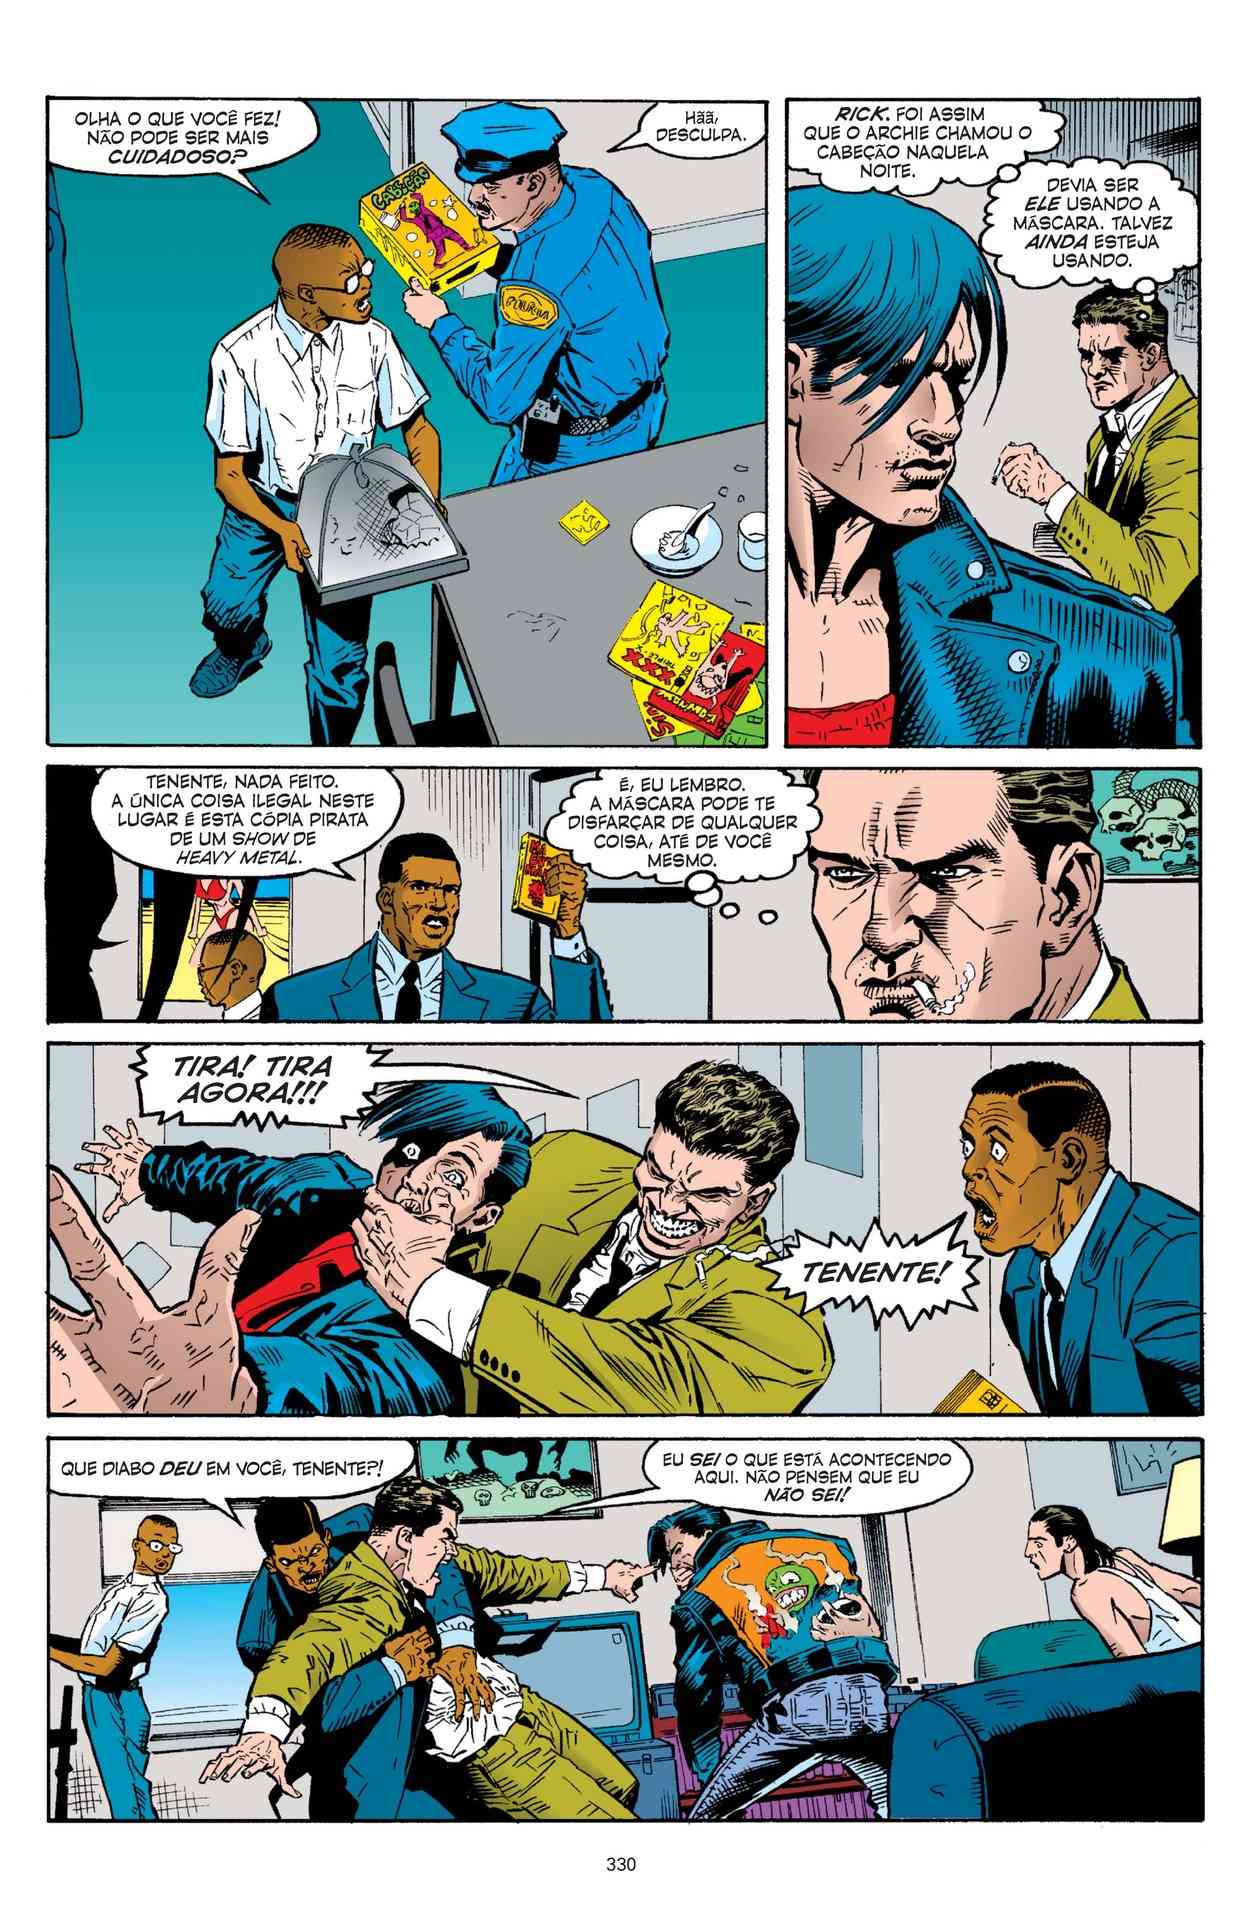 OLHA O QUE VOCÊ FEZ!
NÃO PODE SER MAIS
CUIDADOSO?
HÃÃ,
DESCULPA.
CABEÇÃO
RICK. FOI ASSIM
QUE O ARCHIE CHAMOU O
CABEÇÃO NAQUELA
NOITE.
DEVIA SER
ELE USANDO A
MÁSCARA. TALVEZ
AINDA ESTEJA
USANDO.
XXX
TENENTE, NADA FEITO.
A ÚNICA COISA ILEGAL NESTE
LUGAR É ESTA CÓPIA PIRATA
DE UM SHOW DE
HEAVY METAL.
É, EU LEMBRO.
A MÁSCARA PODE TE
DISFARÇAR DE QUALQUER
COISA, ATÉ DE VOCÊ
MESMO.
TIRA! TIRA
AGORA!!!
TENENTE!
QUE DIABO DEU EM VOCÊ, TENENTE?!
EU SEI O QUE ESTÁ ACONTECENDO
AQUI. NÃO PENSEM QUE EU
NÃO SEI!
330